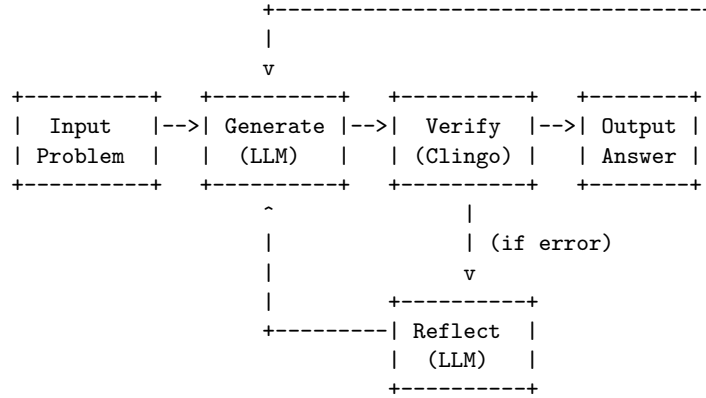 Input
Problem
Generate
(LLM)
Verify
(Clingo)
Output
Answer
(if error)
Reflect
(LLM)